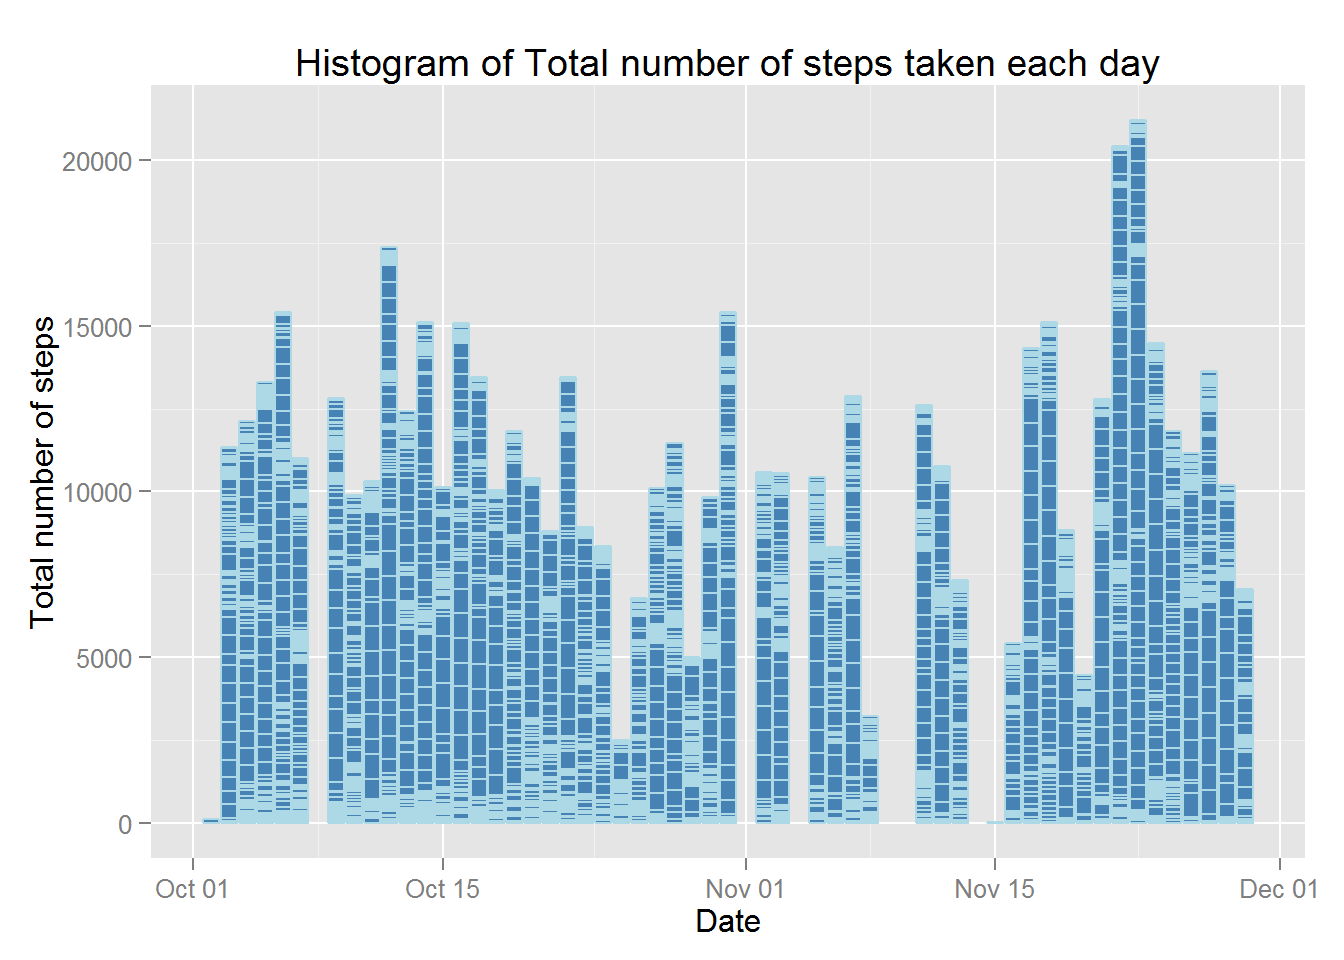 Histogram of Total number of steps taken each day
Total number of steps
20000
15000
10000
5000
0
Oct 01
Oct 15
Nov 01
Nov 15
Dec 01
Date